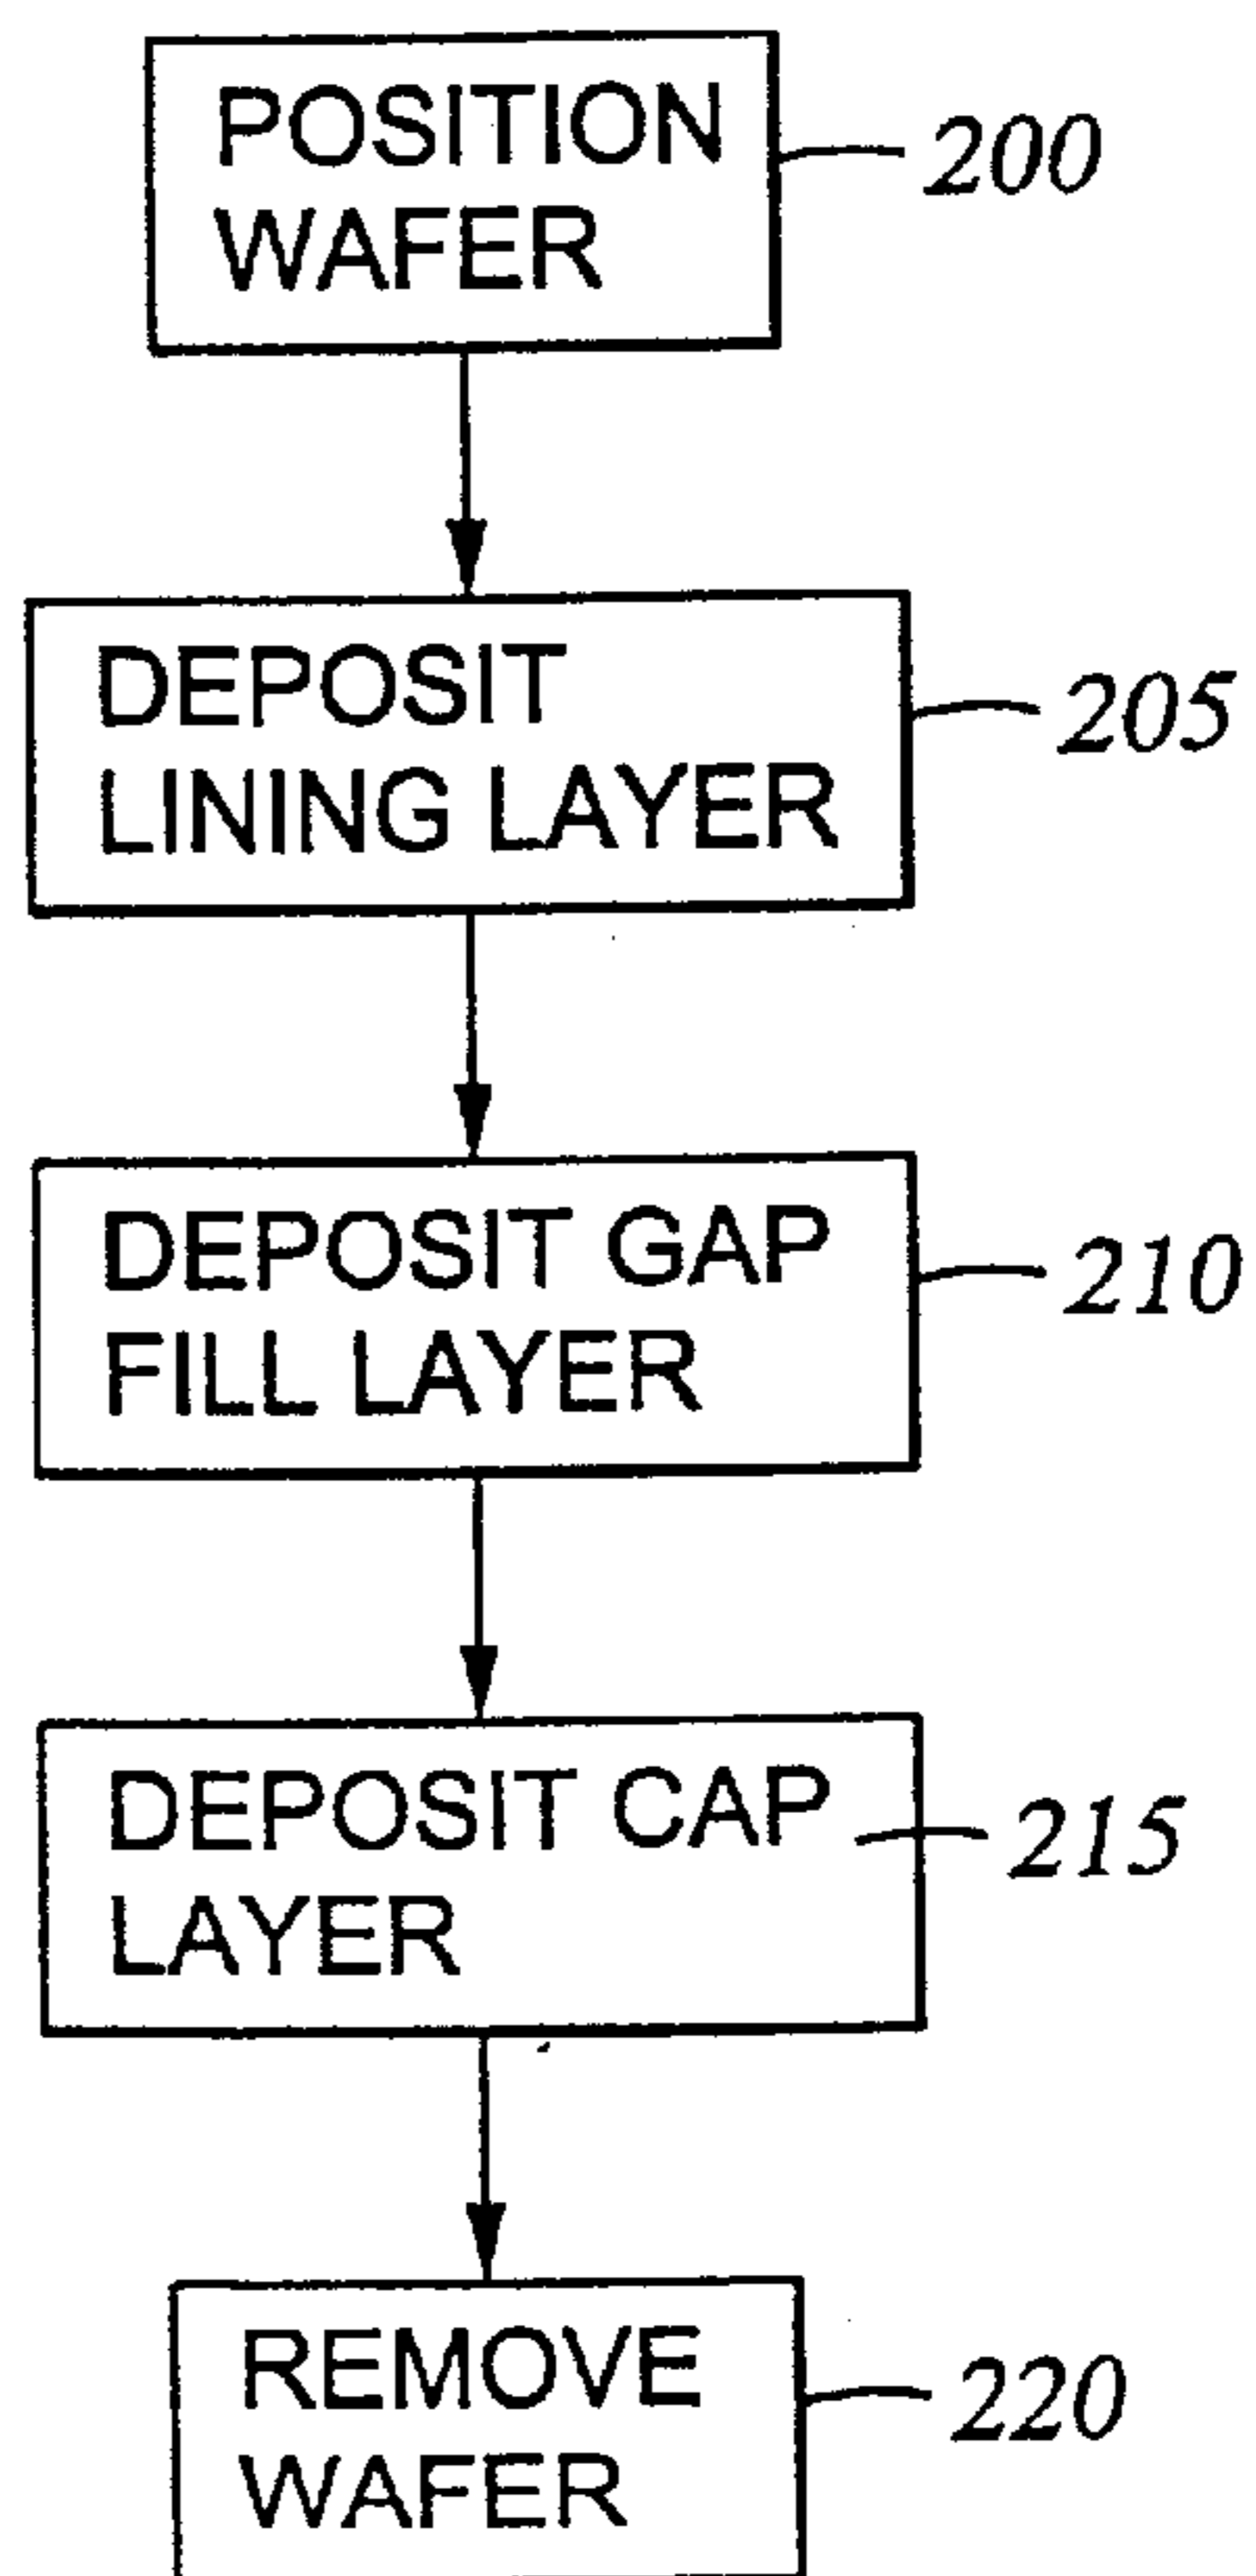 POSITION
WAFER
200
DEPOSIT
LINING LAYER
205
DEPOSIT GAP
FILL LAYER
210
DEPOSIT CAP
LAYER
215
REMOVE
WAFER
220